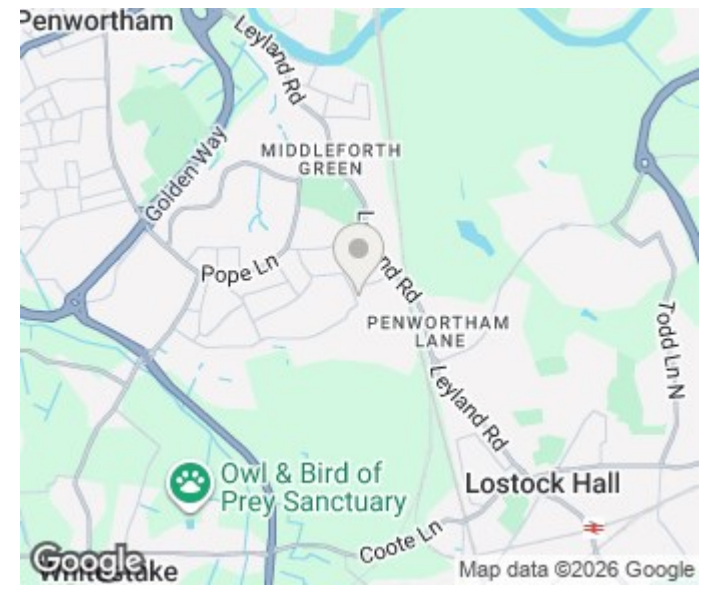 Penwortham
Leyland Rd
MIDDLEFORTH
GREEN
Golden Way
Pope Ln
Leyland Rd
PENWORTHAM
LANE
Todd Ln N
Leyland Rd
Owl & Bird of
Prey Sanctuary
Lostock Hall
Coote Ln
Google
Whitestake
Map data ©2026 Google